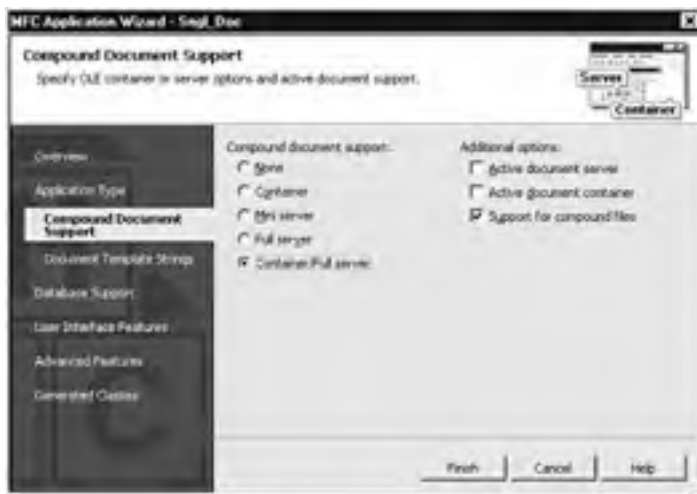 MFC Application Wizard - Sngl_Doc
Compound Document Support
Specify OLE container or server options and active document support.
Server
Container
Overview
Application Type
Compound Document
Support
Document Template Strings
Database Support
User Interface Features
Advanced Features
Generated Classes
Compound document support:
None
Container
Mini server
Full server
Container/Full server
Additional options:
Active document server
Active document container
Support for compound files
Finish
Cancel
Help